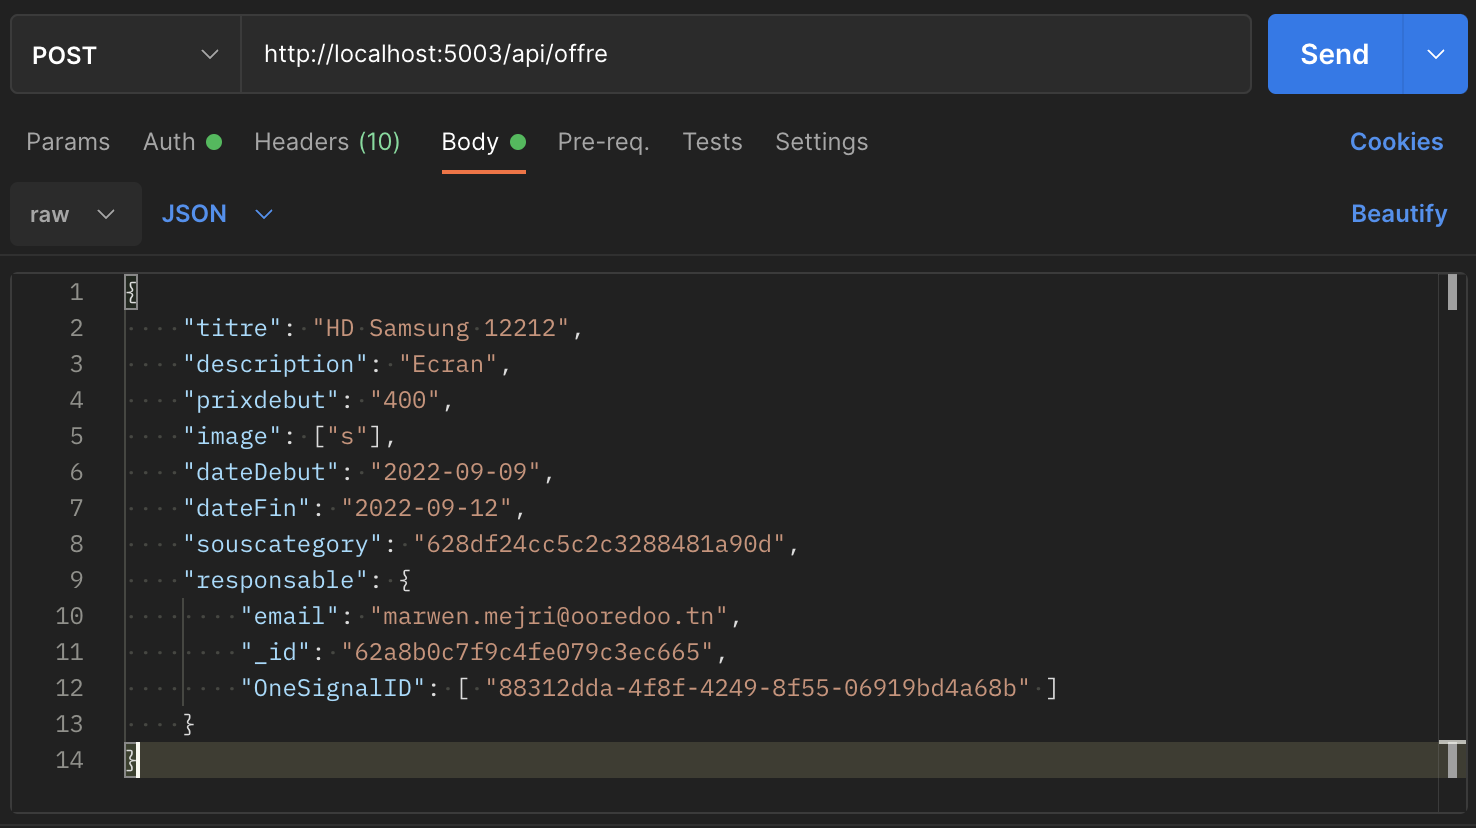 POST http://localhost:5003/api/offre Send
Params Auth Headers (10) Body Pre-req. Tests Settings Cookies
raw JSON Beautify
1 {
2 "titre": "HD Samsung 12212",
3 "description": "Ecran",
4 "prixdebut": "400",
5 "image": ["s"],
6 "dateDebut": "2022-09-09",
7 "dateFin": "2022-09-12",
8 "souscategory": "628df24cc5c2c3288481a90d",
9 "responsable": {
10 "email": "marwen.mejri@ooredoo.tn",
11 "_id": "62a8b0c7f9c4fe079c3ec665",
12 "OneSignalID": [ "88312dda-4f8f-4249-8f55-06919bd4a68b" ]
13 }
14 }